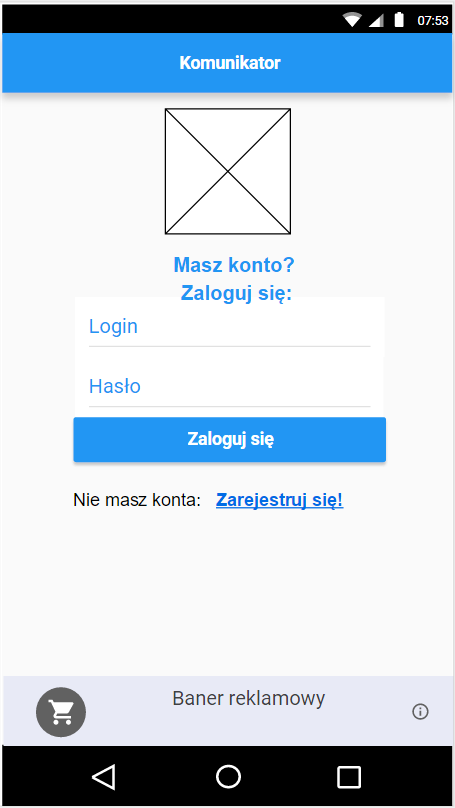 07:53
Komunikator
Masz konto?
Zaloguj się:
Login
Hasło
Zaloguj się
Nie masz konta: Zarejestruj się!
Baner reklamowy